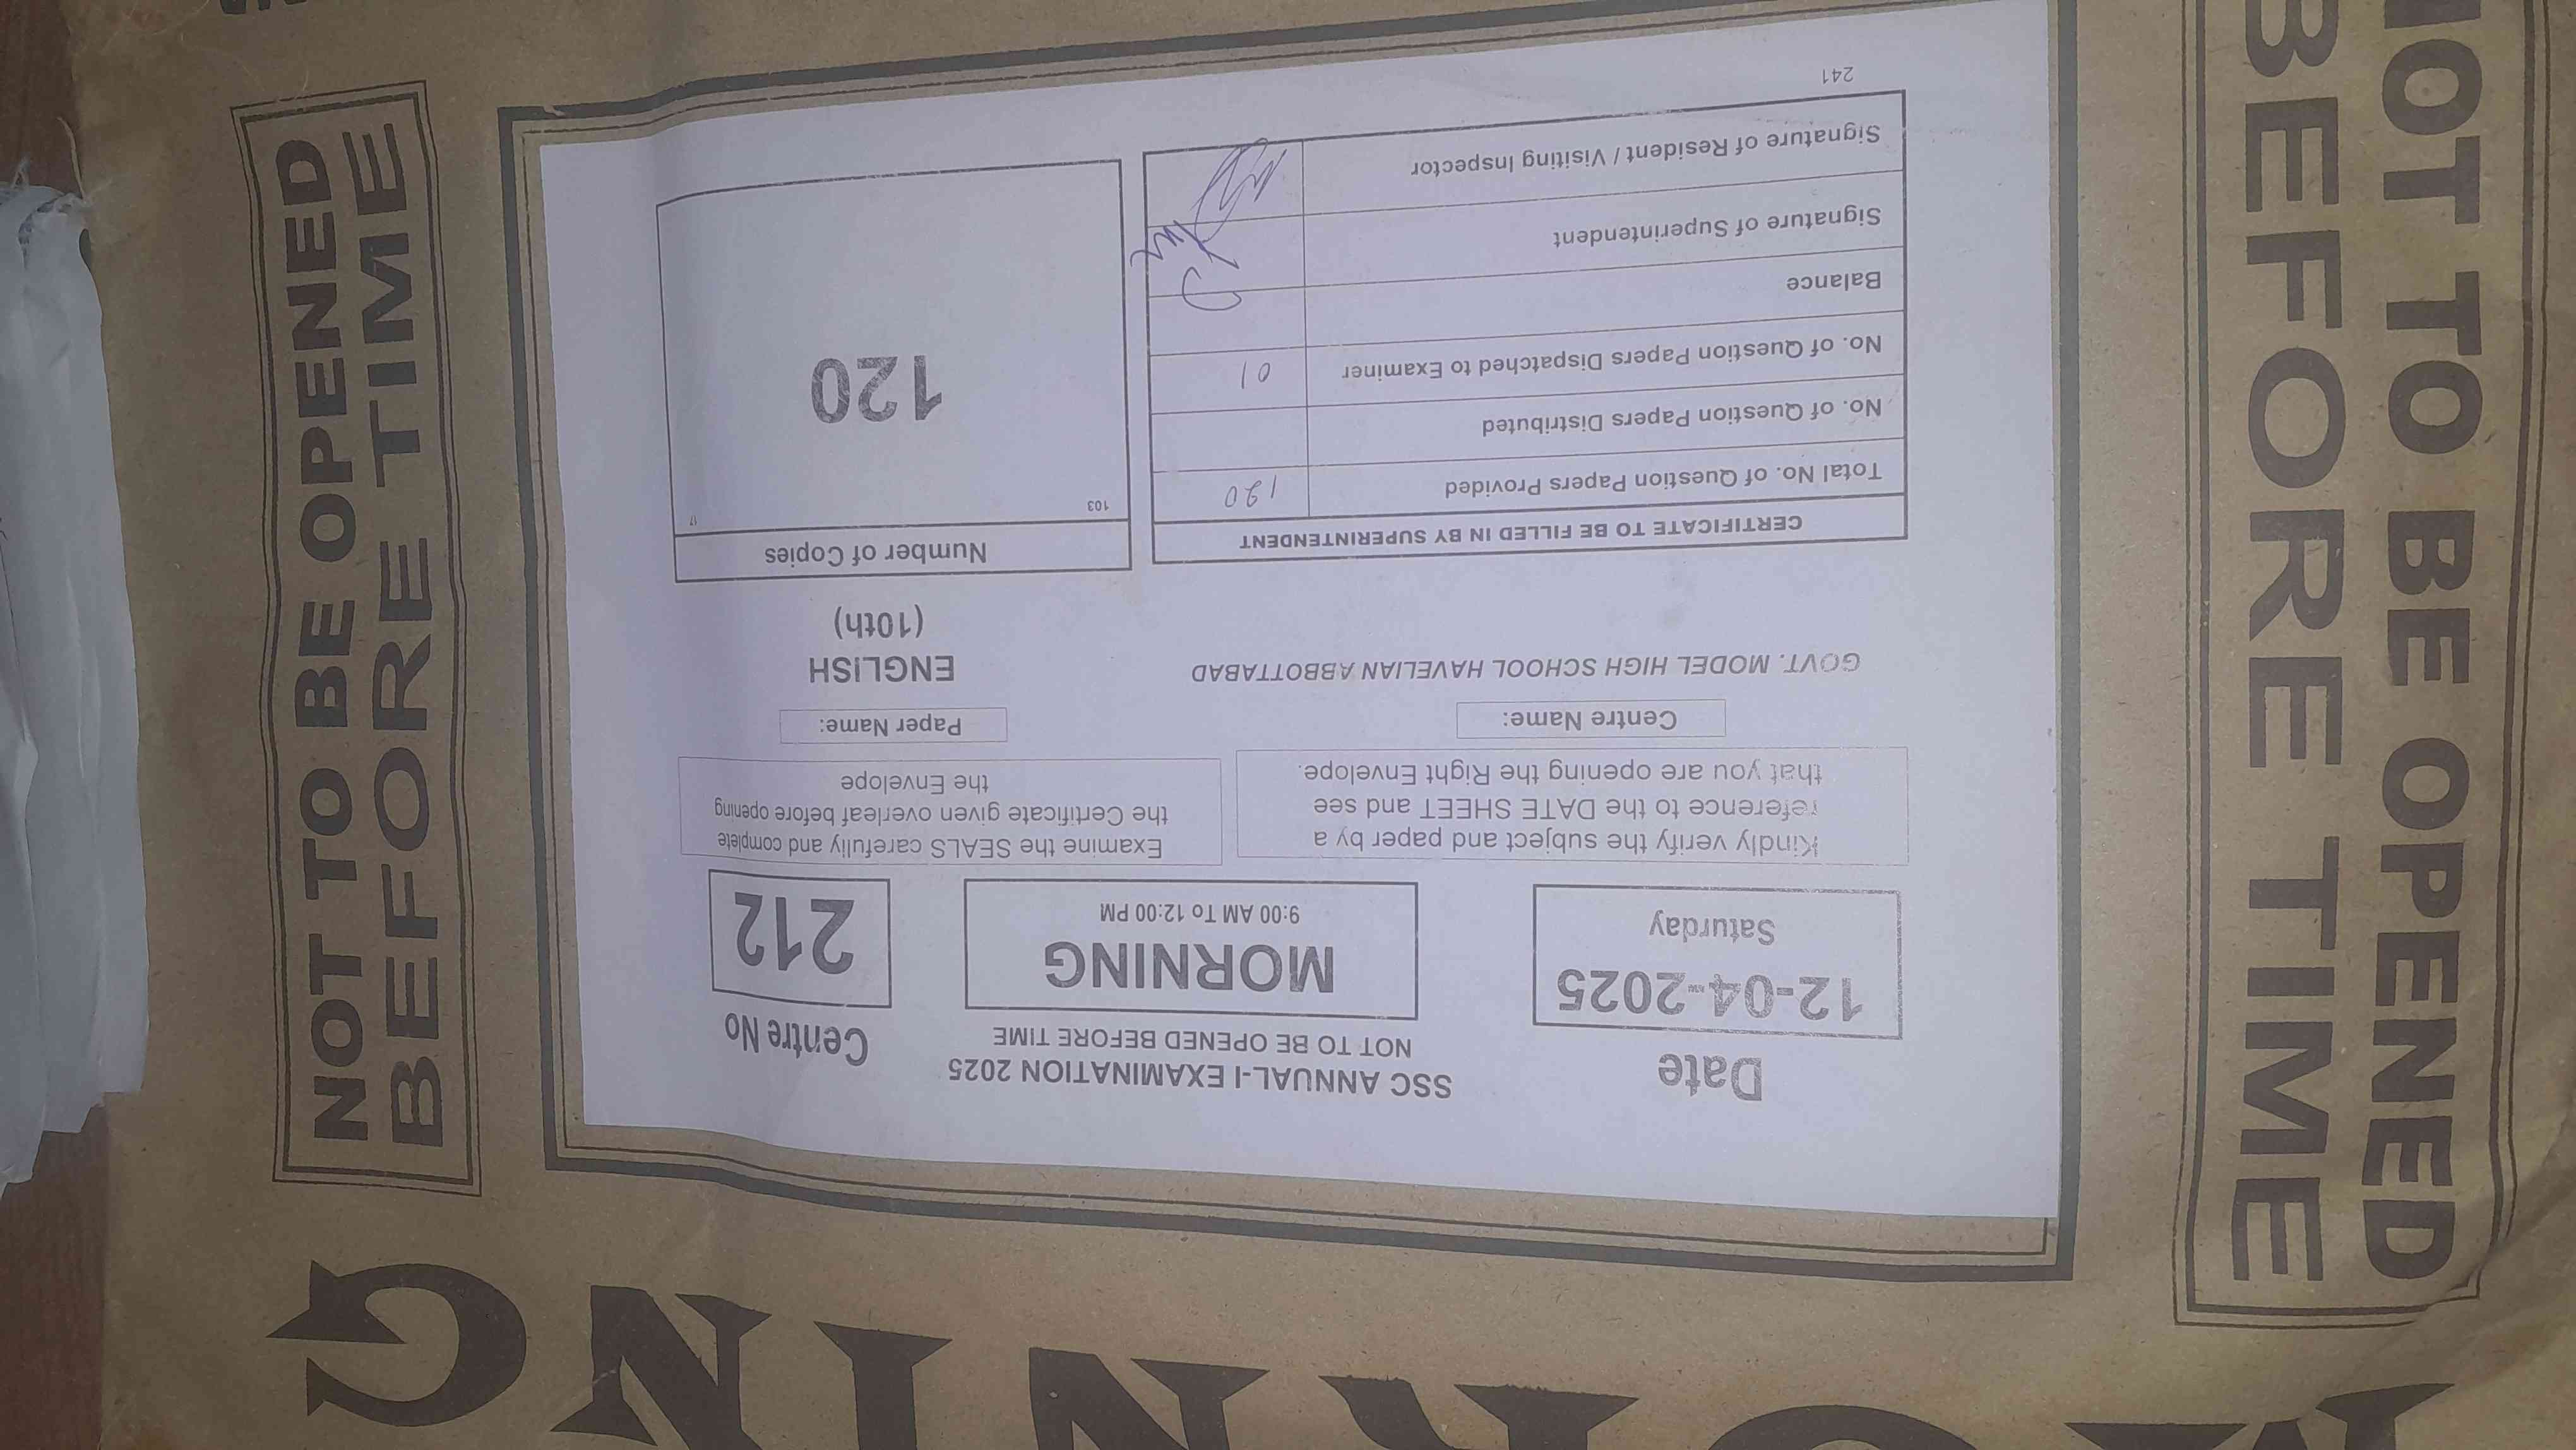 SSC ANNUAL-I EXAMINATION 2025
NOT TO BE OPENED BEFORE TIME
Date
12-04-2025
Saturday
MORNING
9:00 AM To 12:00 PM
Centre No
212
Kindly verify the subject and paper by a
reference to the DATE SHEET and see
that you are opening the Right Envelope.
Examine the SEALS carefully and complete
the Certificate given overleaf before opening
the Envelope
Centre Name:
GOVT. MODEL HIGH SCHOOL HAVELIAN ABBOTTABAD
Paper Name:
ENGLISH
(10th)
CERTIFICATE TO BE FILLED IN BY SUPERINTENDENT
Total No. of Question Papers Provided 120
No. of Question Papers Distributed
No. of Question Papers Dispatched to Examiner 01
Balance
Signature of Superintendent
Signature of Resident / Visiting Inspector
241
Number of Copies
103 17
120
NOT TO BE OPENED
BEFORE TIME
NOT TO BE OPENED
BEFORE TIME
MORNING